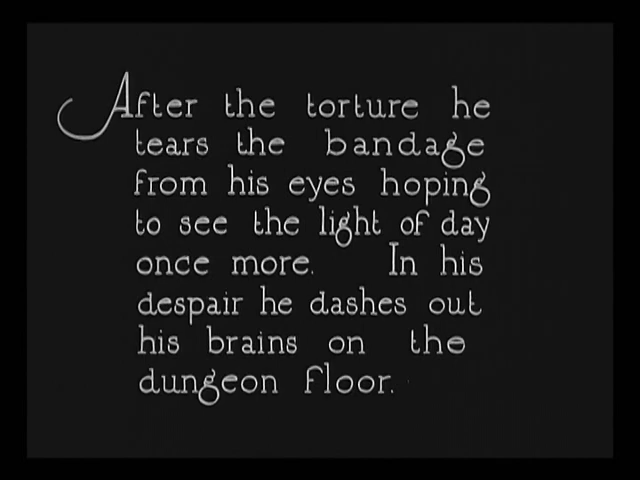 After the torture he
tears the bandage
from his eyes hoping
to see the light of day
once more. In his
despair he dashes out
his brains on the
dungeon floor.